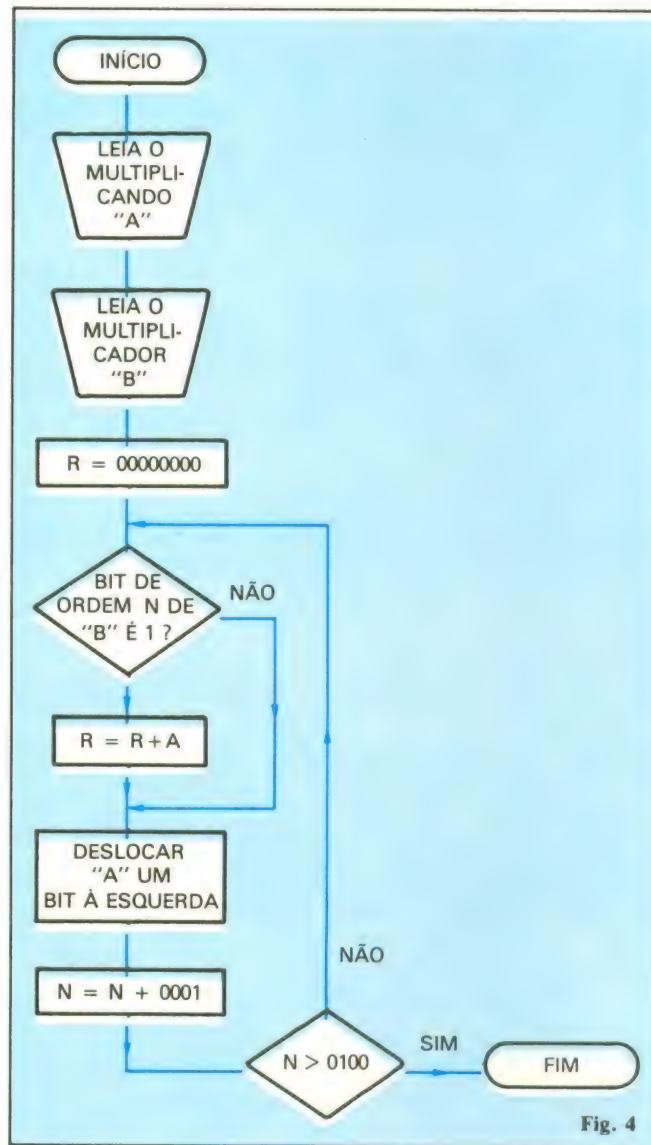 INÍCIO
LEIA O
MULTIPLI-
CANDO
"A"
LEIA O
MULTIPLI-
CADOR
"B"
R = 00000000
BIT DE
ORDEM N DE
"B" É 1 ?
NÃO
R = R + A
DESLOCAR
"A" UM
BIT À ESQUERDA
N = N + 0001
NÃO
N > 0100
SIM
FIM
Fig. 4